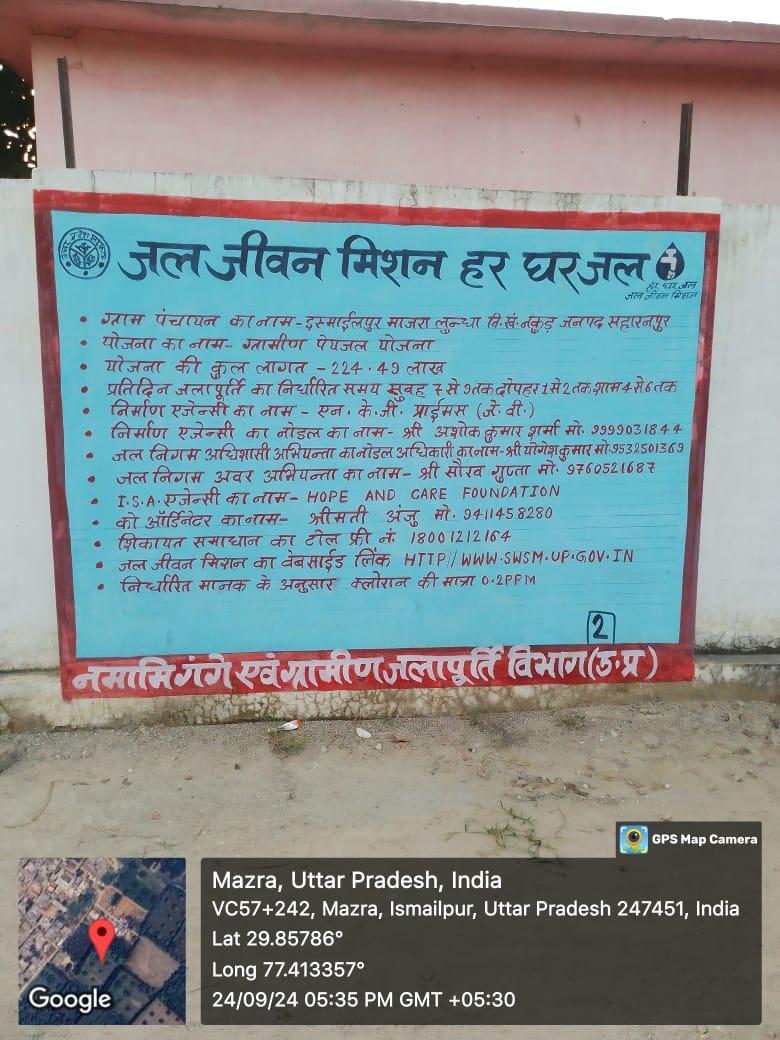 उत्तर प्रदेश सरकार
जल जीवन मिशन हर घर जल
हर घर जल
जल जीवन मिशन
• ग्राम पंचायत का नाम - इस्माईलपुर माजरा लुन्धा वि.खं. नकुड़ जनपद सहारनपुर
• योजना का नाम - ग्रामीण पेयजल योजना
• योजना की कुल लागत - 224.49 लाख
• प्रतिदिन जलापूर्ति का निर्धारित समय सुबह 7 से 9 तक दोपहर 1 से 2 तक शाम 4 से 6 तक
• निर्माण एजेन्सी का नाम - एन. के. जी. प्राईमस (जे. वी.)
• निर्माण एजेन्सी का नोडल का नाम - श्री अशोक कुमार शर्मा मो. 9999031844
• जल निगम अधिशासी अभियन्ता का नोडल अधिकारी का नाम - श्री योगेश कुमार मो. 9532501369
• जल निगम अवर अभियन्ता का नाम - श्री सौरव गुप्ता मो. 9760521687
• I.S.A. एजेन्सी का नाम - HOPE AND CARE FOUNDATION
• को ऑर्डिनेटर का नाम - श्रीमती अंजु मो. 9411458280
• शिकायत समाधान का टोल फ्री नं. 18001212164
• जल जीवन मिशन का वेबसाईड लिंक HTTP//WWW.SWSM.UP.GOV.IN
• निर्धारित मानक के अनुसार क्लोरान की मात्रा 0.2PPM
2
नमामि गंगे एवं ग्रामीण जलापूर्ति विभाग (उ.प्र)
GPS Map Camera
Google
Mazra, Uttar Pradesh, India
VC57+242, Mazra, Ismailpur, Uttar Pradesh 247451, India
Lat 29.85786°
Long 77.413357°
24/09/24 05:35 PM GMT +05:30